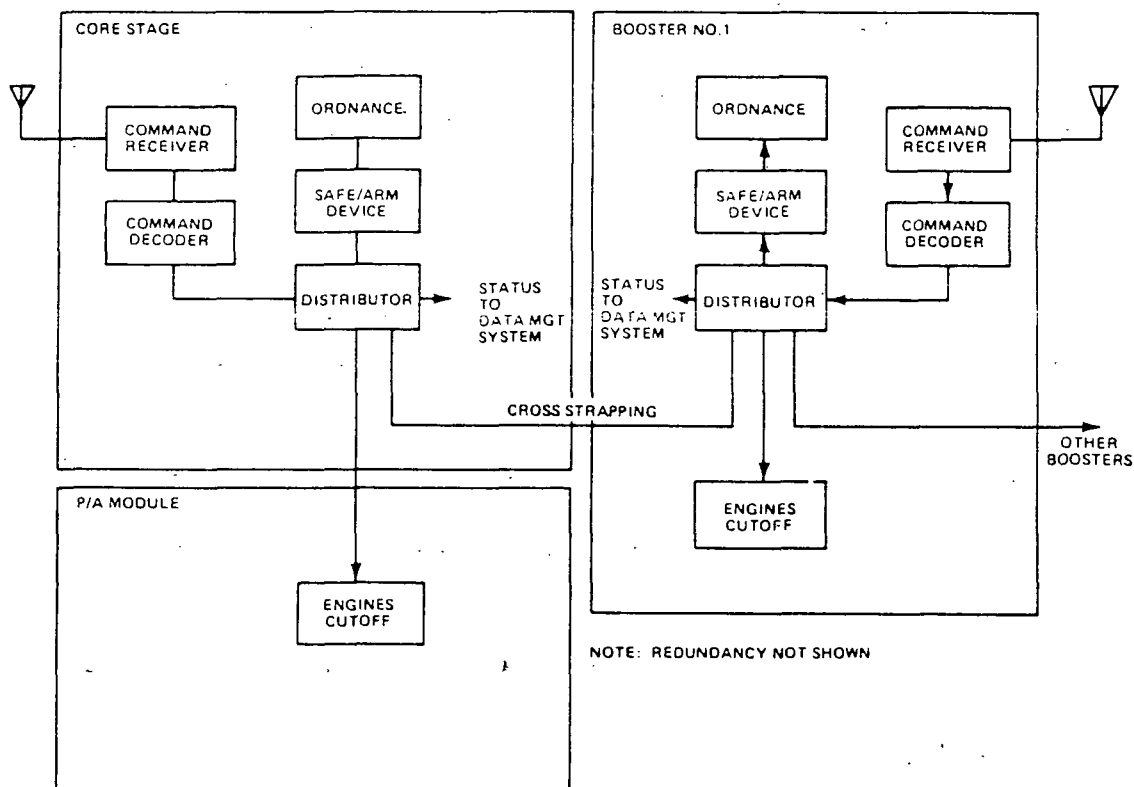 CORE STAGE
COMMAND
RECEIVER
COMMAND
DECODER
ORDNANCE.
SAFE/ARM
DEVICE
DISTRIBUTOR
STATUS
TO
DATA MGT
SYSTEM
BOOSTER NO.1
ORDNANCE
SAFE/ARM
DEVICE
COMMAND
RECEIVER
COMMAND
DECODER
STATUS
TO
DATA MGT
SYSTEM
DISTRIBUTOR
CROSS STRAPPING
OTHER
BOOSTERS
ENGINES
CUTOFF
P/A MODULE
ENGINES
CUTOFF
NOTE: REDUNDANCY NOT SHOWN